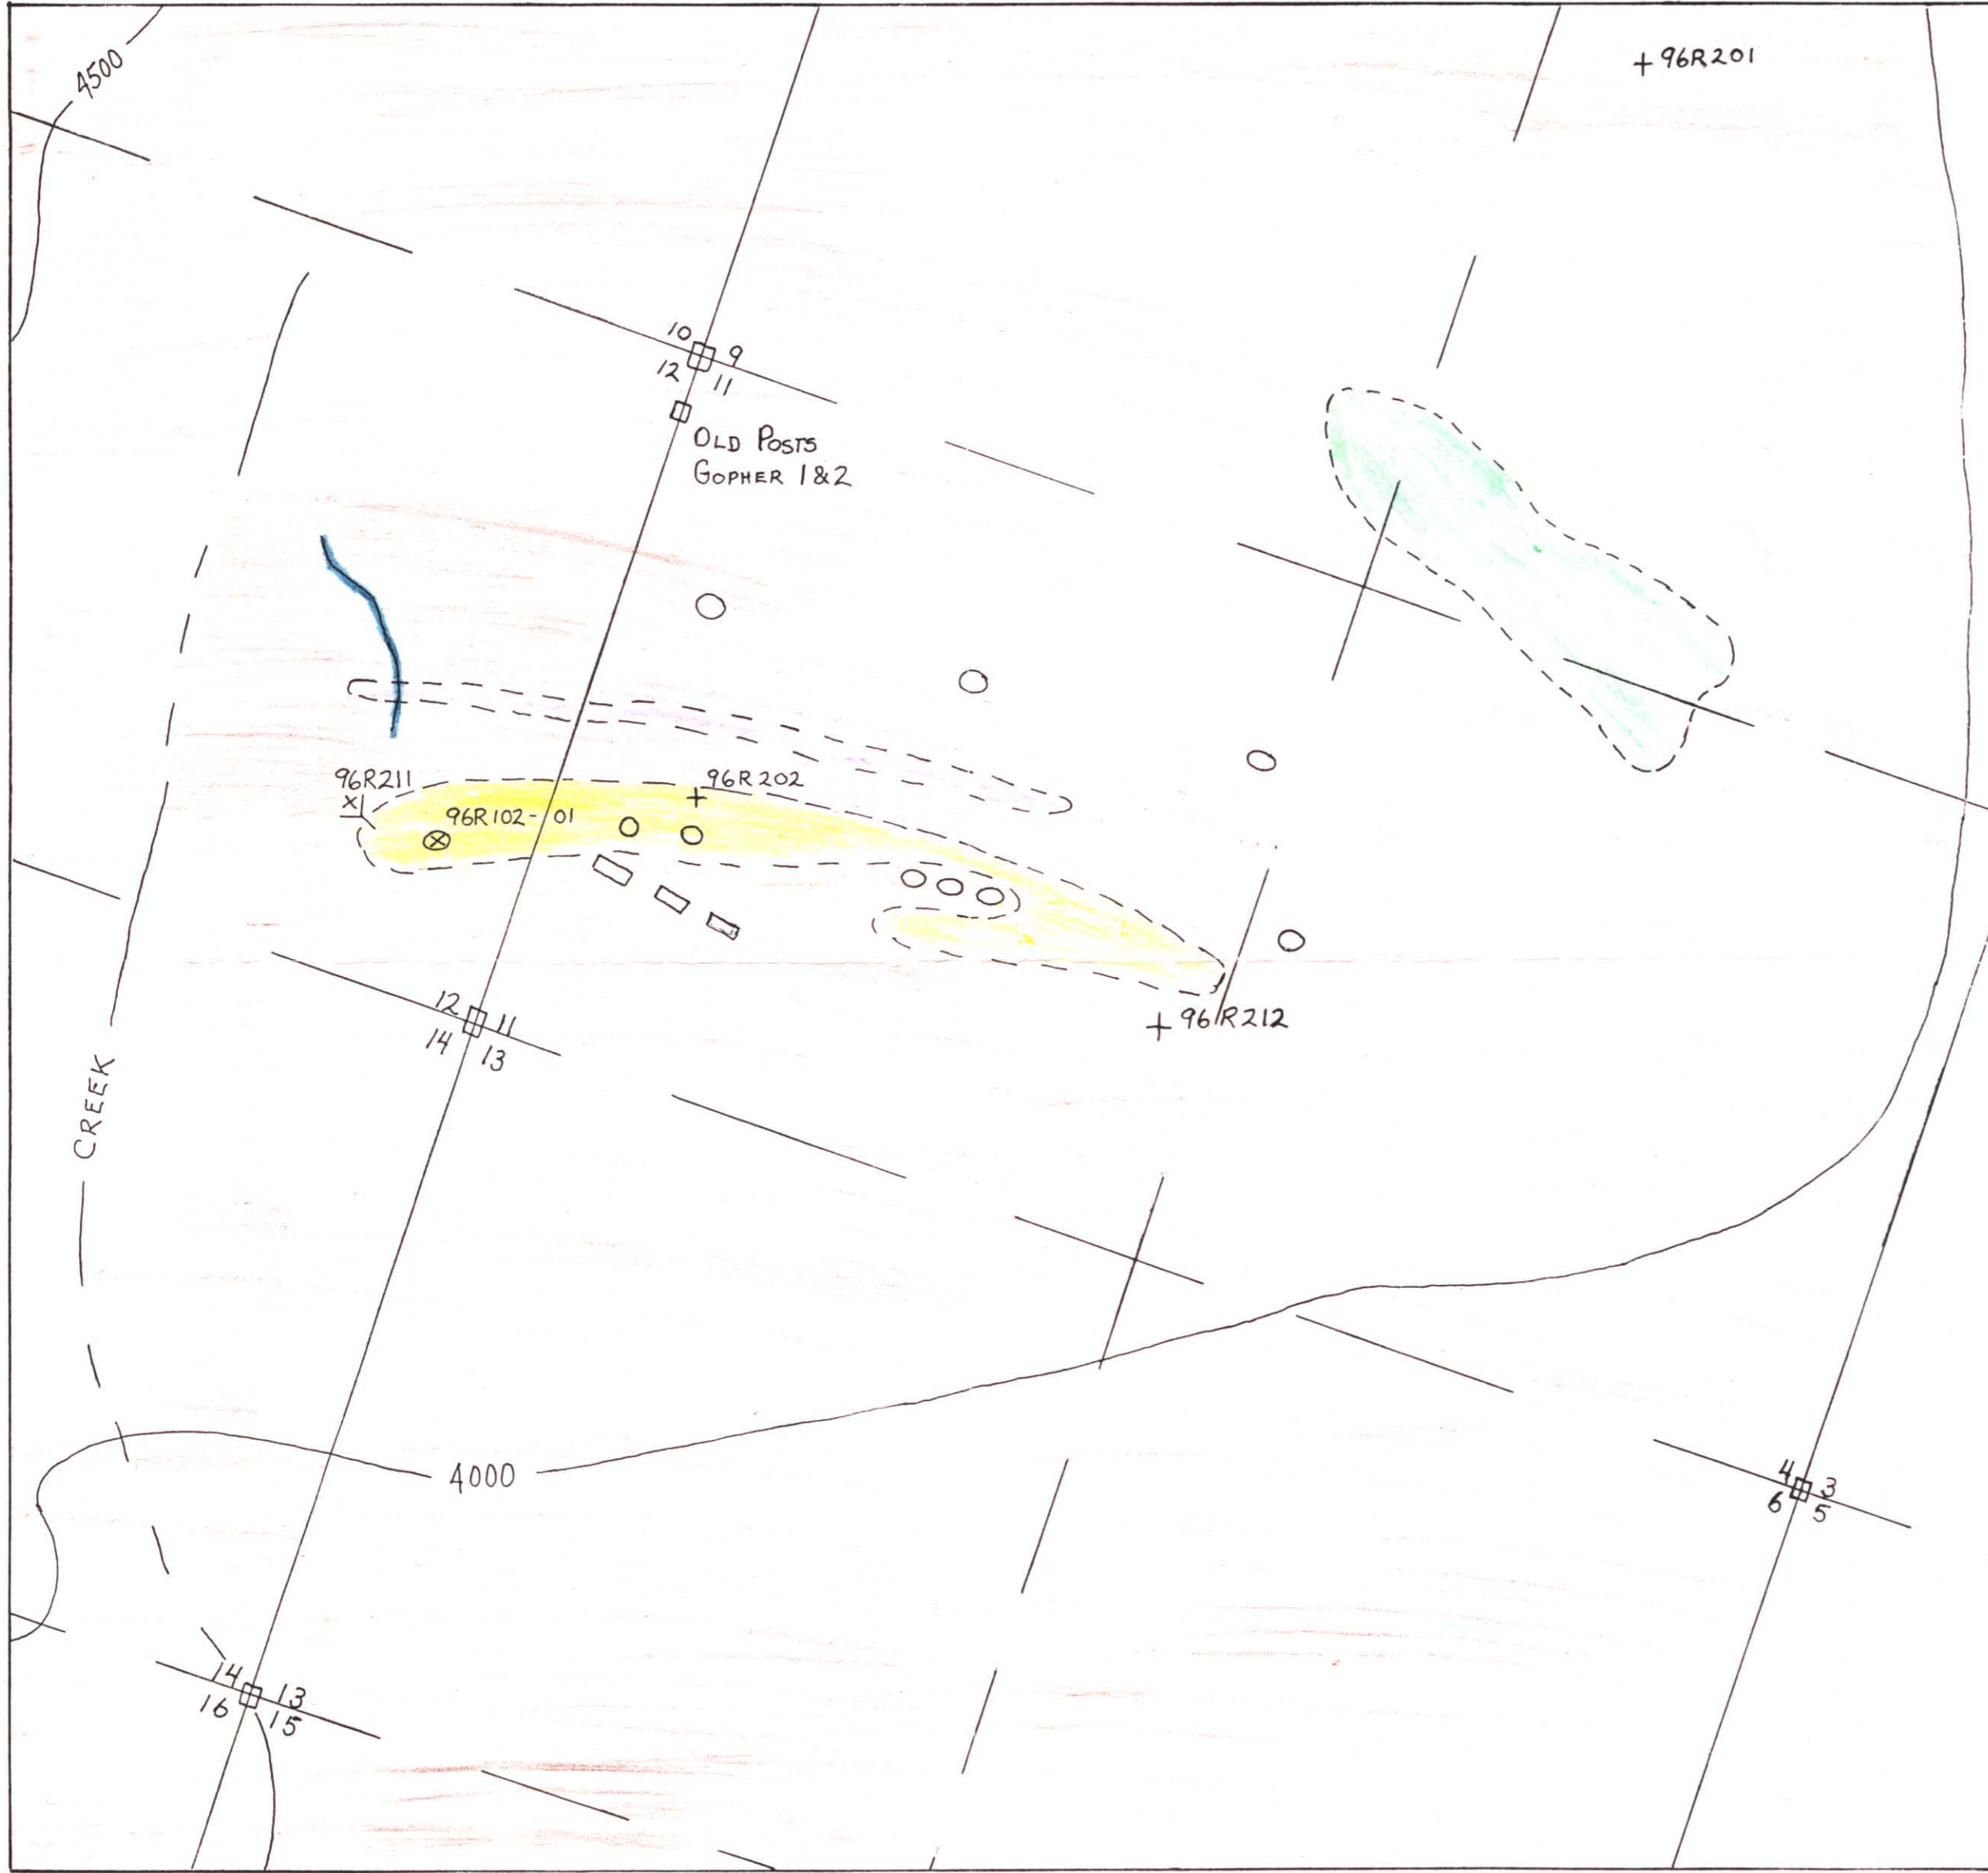 4500
+ 96R201
10 9
12 11
OLD POSTS
GOPHER 1&2
96R211
96R202
96R102-01
12 11
14 13
+ 96R212
CREEK
4000
4 3
6 5
14 13
16 15